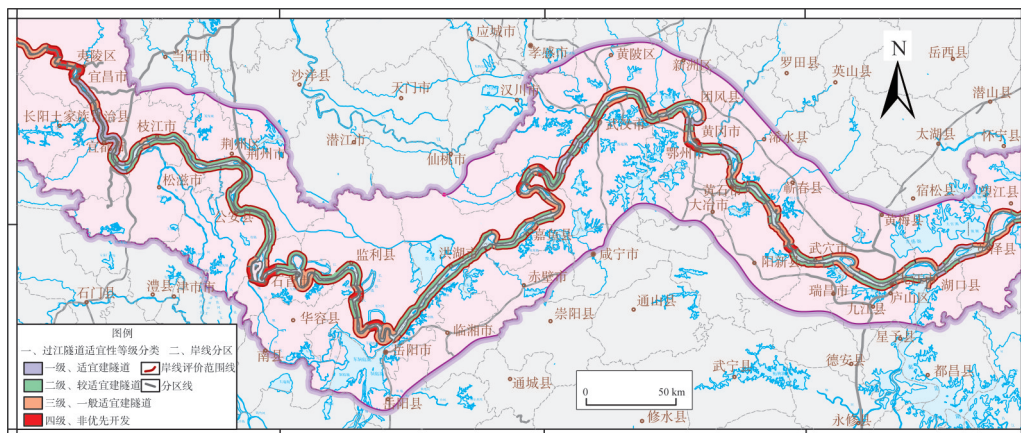 应城市
孝感市
黄陂区
新洲区
罗田县
英山县
岳西县
N
当阳市
夷陵区
宜昌市
沙洋县
天门市
汉川市
团风县
潜山县
长阳土家族自治县
枝江市
宜都市
荆州区
荆州市
潜江市
仙桃市
武汉市
黄冈市
鄂州市
浠水县
太湖县
怀宁县
松滋市
公安县
黄石市
大冶市
蕲春县
宿松县
望江县
黄梅县
监利县
洪湖市
嘉鱼县
咸宁市
阳新县
武穴市
彭泽县
石门县
澧县
津市市
石首市
赤壁市
瑞昌市
九江县
庐山区
湖口县
华容县
临湘市
崇阳县
通山县
星子县
南县
岳阳市
岳阳县
通城县
武宁县
德安县
都昌县
修水县
永修县
0
50 km
图例
一、过江隧道适宜性等级分类 二、岸线分区
一级、适宜建隧道 岸线评价范围线
二级、较适宜建隧道 分区线
三级、一般适宜建隧道
四级、非优先开发